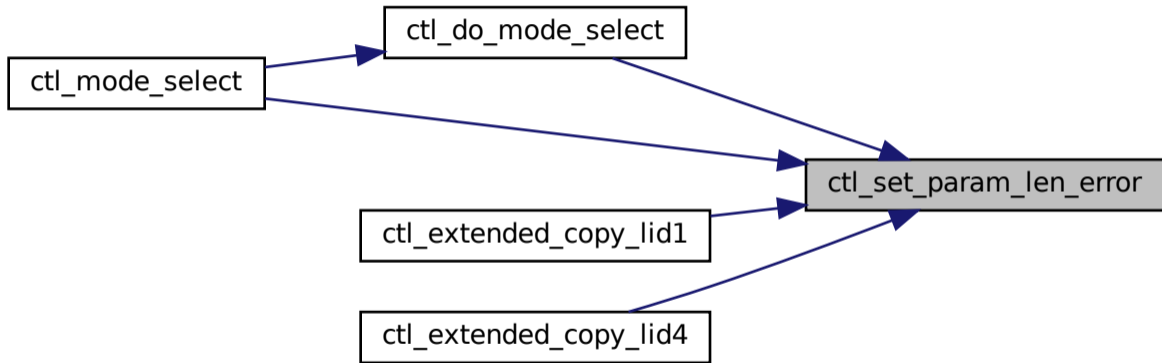 ctl_do_mode_select
ctl_mode_select
ctl_set_param_len_error
ctl_extended_copy_lid1
ctl_extended_copy_lid4